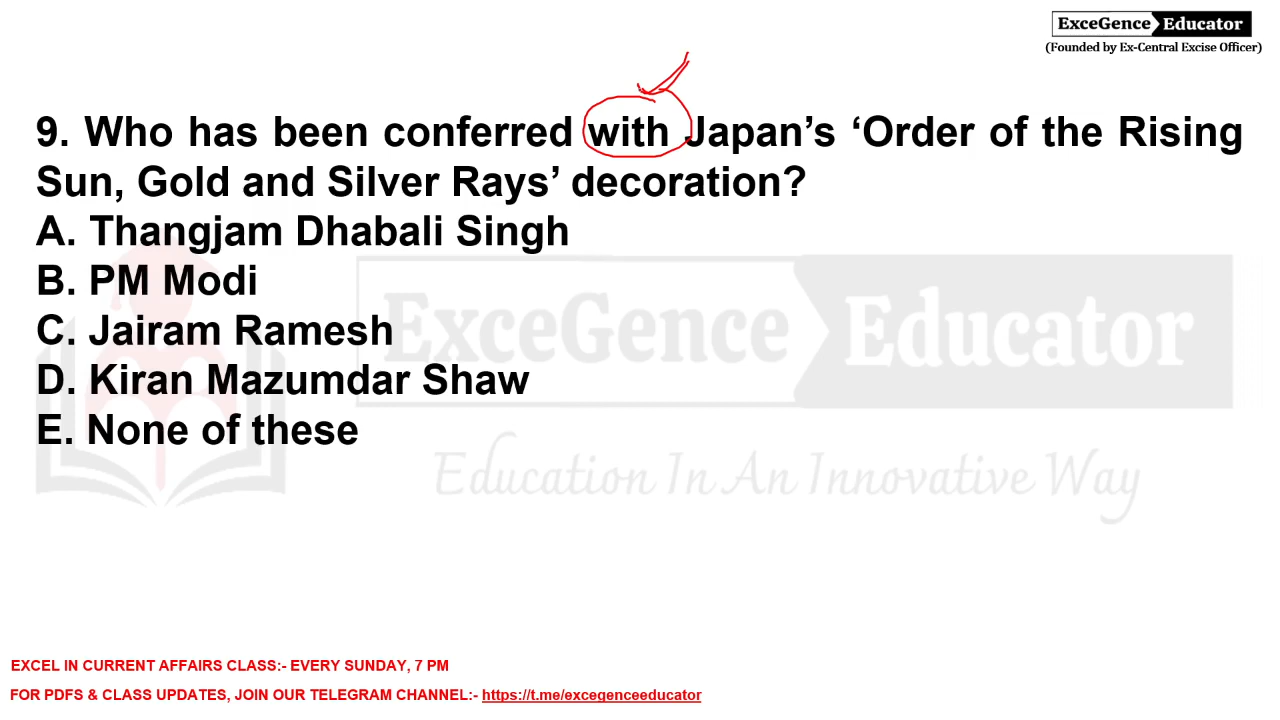 ExceGence Educator
(Founded by Ex-Central Excise Officer)
9. Who has been conferred with Japan’s ‘Order of the Rising
Sun, Gold and Silver Rays’ decoration?
A. Thangjam Dhabali Singh
B. PM Modi
C. Jairam Ramesh
D. Kiran Mazumdar Shaw
E. None of these
ExceGence Educator
Education In An Innovative Way
EXCEL IN CURRENT AFFAIRS CLASS:- EVERY SUNDAY, 7 PM
FOR PDFS & CLASS UPDATES, JOIN OUR TELEGRAM CHANNEL:- https://t.me/excegenceeducator